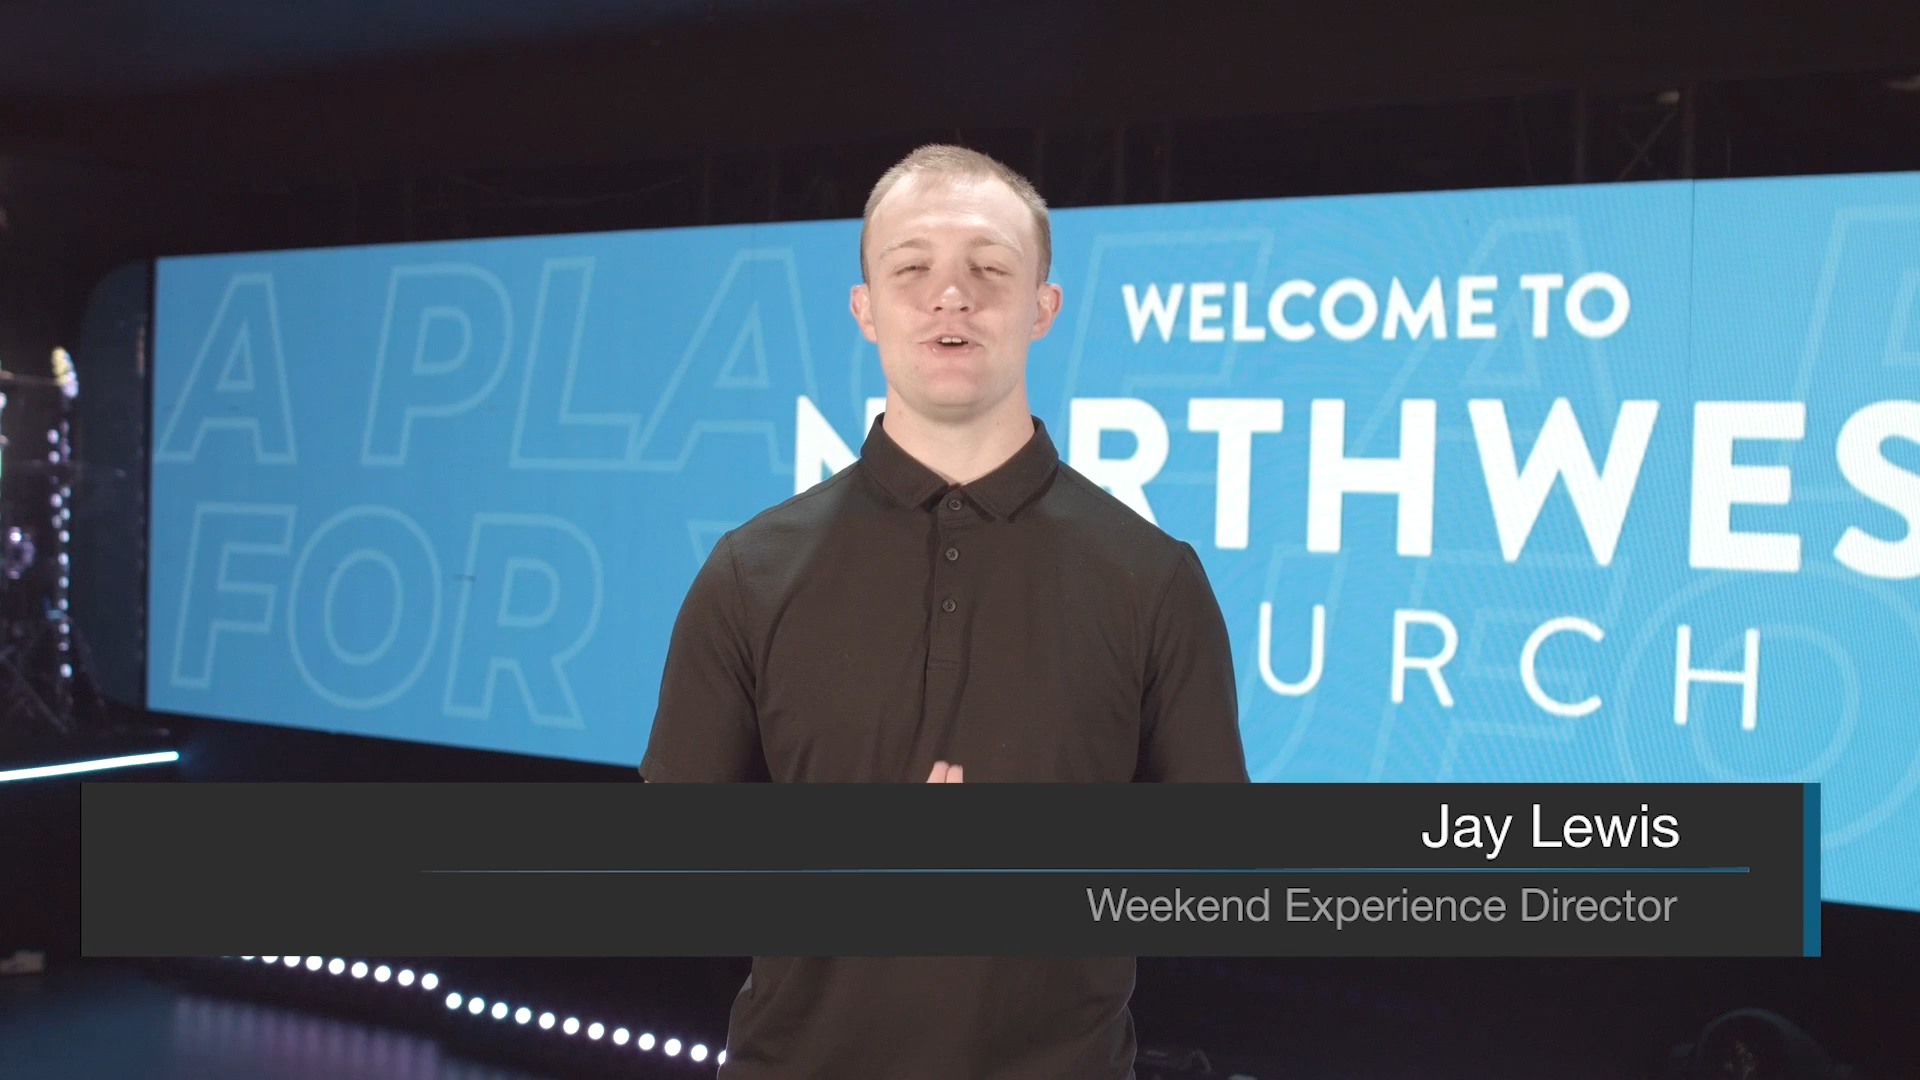 A PLA
FOR
WELCOME TO
N RTHWES
URCH
Jay Lewis
Weekend Experience Director